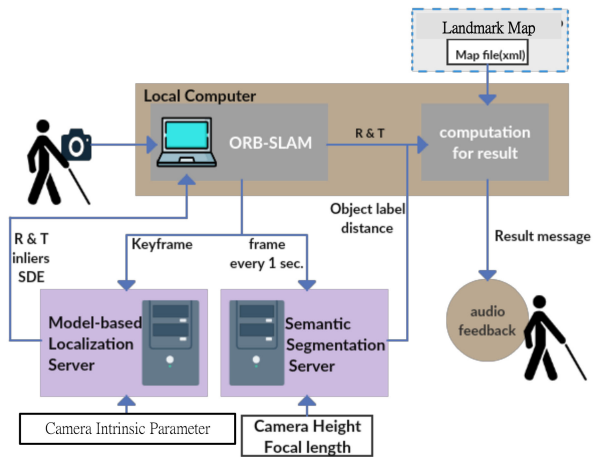 Landmark Map
Map file(xml)
Local Computer
ORB-SLAM
R & T
computation
for result
Object label
distance
R & T
inliers
SDE
Keyframe
frame
every 1 sec.
Result message
Model-based
Localization
Server
Semantic
Segmentation
Server
audio
feedback
Camera Intrinsic Parameter
Camera Height
Focal length